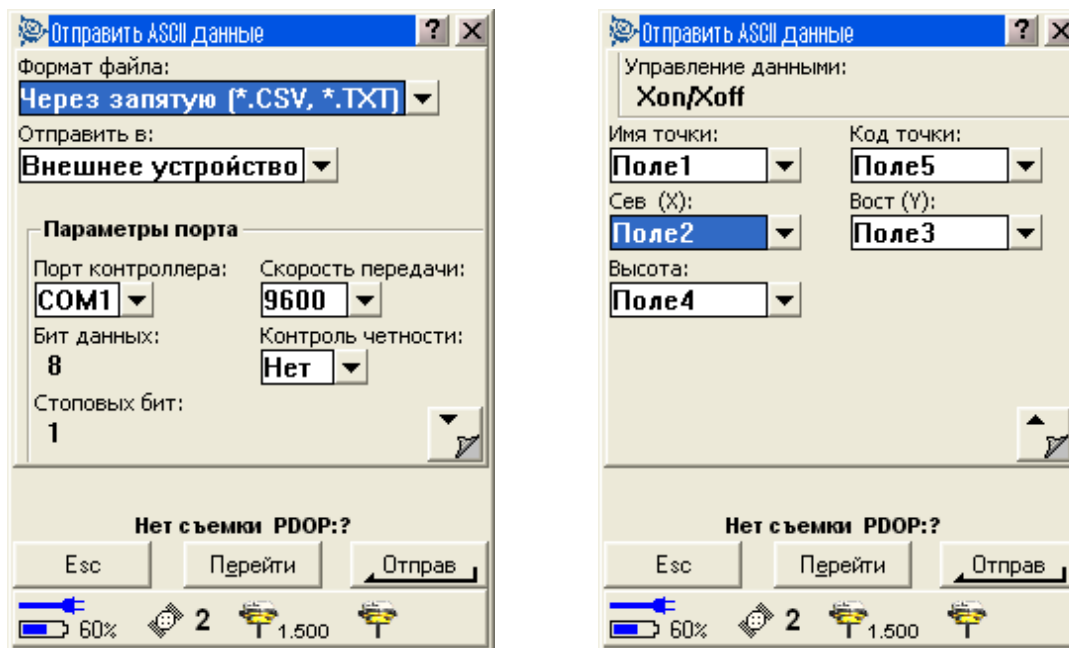 Отправить ASCII данные ? X
Формат файла:
Через запятую (*.CSV, *.TXT)
Отправить в:
Внешнее устройство
Параметры порта
Порт контроллера: Скорость передачи:
COM1 9600
Бит данных: Контроль четности:
8 Нет
Стоповых бит:
1
Нет съемки PDOP:?
Esc Перейти Отправ
60% 2 1.500
Отправить ASCII данные ? X
Управление данными:
Xon/Xoff
Имя точки: Код точки:
Поле1 Поле5
Сев (X): Вост (Y):
Поле2 Поле3
Высота:
Поле4
Нет съемки PDOP:?
Esc Перейти Отправ
60% 2 1.500